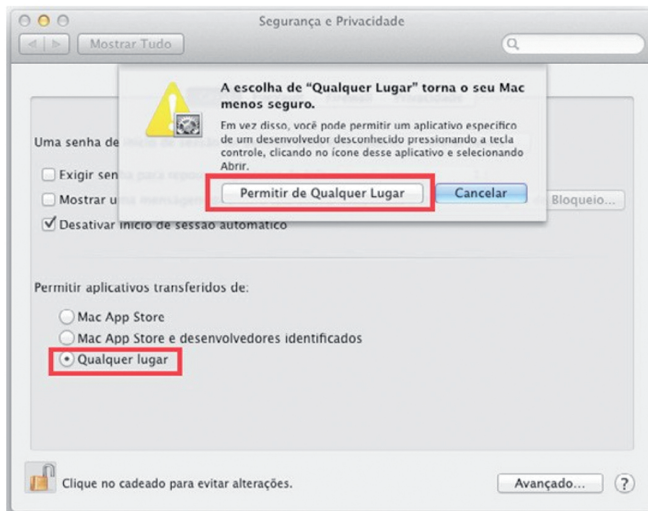 Segurança e Privacidade
Mostrar Tudo
A escolha de “Qualquer Lugar” torna o seu Mac
menos seguro.
Em vez disso, você pode permitir um aplicativo específico
de um desenvolvedor desconhecido pressionando a tecla
controle, clicando no ícone desse aplicativo e selecionando
Abrir.
Permitir de Qualquer Lugar
Cancelar
Uma senha de
Exigir
Mostrar
Bloqueio...
Desativar início de sessão automático
Permitir aplicativos transferidos de:
Mac App Store
Mac App Store e desenvolvedores identificados
Qualquer lugar
Clique no cadeado para evitar alterações.
Avançado...
?